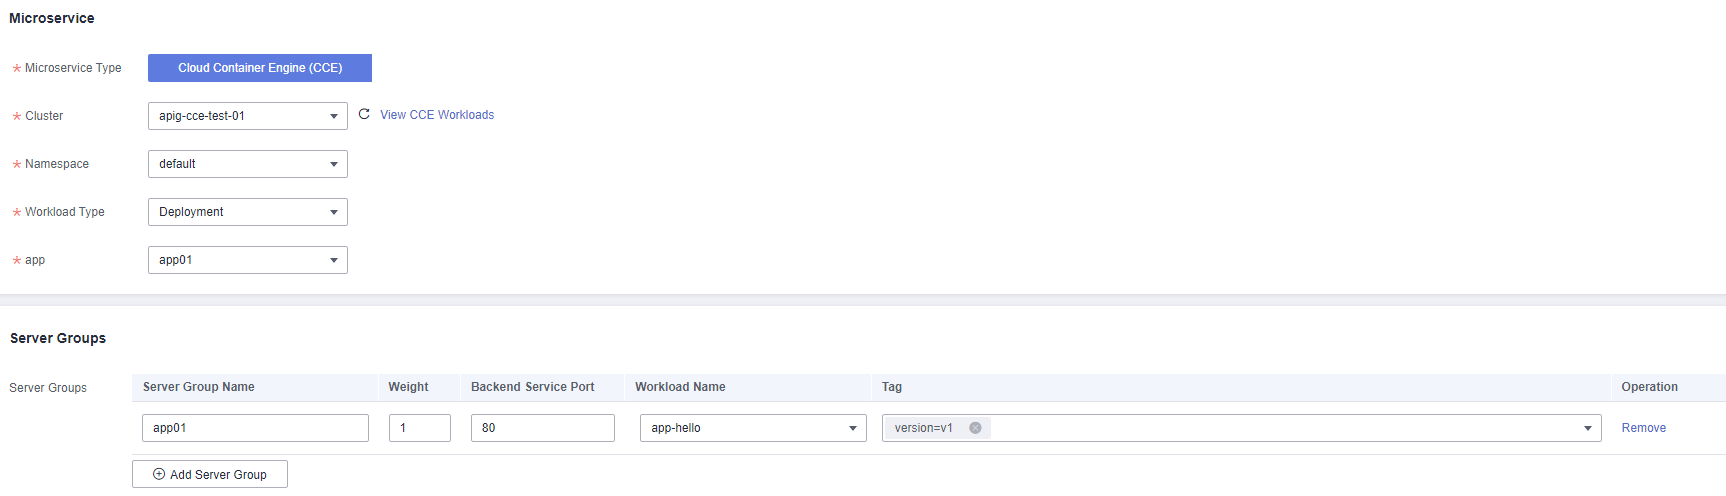 Microservice
* Microservice Type Cloud Container Engine (CCE)
* Cluster apig-cce-test-01 View CCE Workloads
* Namespace default
* Workload Type Deployment
* app app01
Server Groups
Server Groups Server Group Name Weight Backend Service Port Workload Name Tag Operation
app01 1 80 app-hello version=v1 Remove
Add Server Group